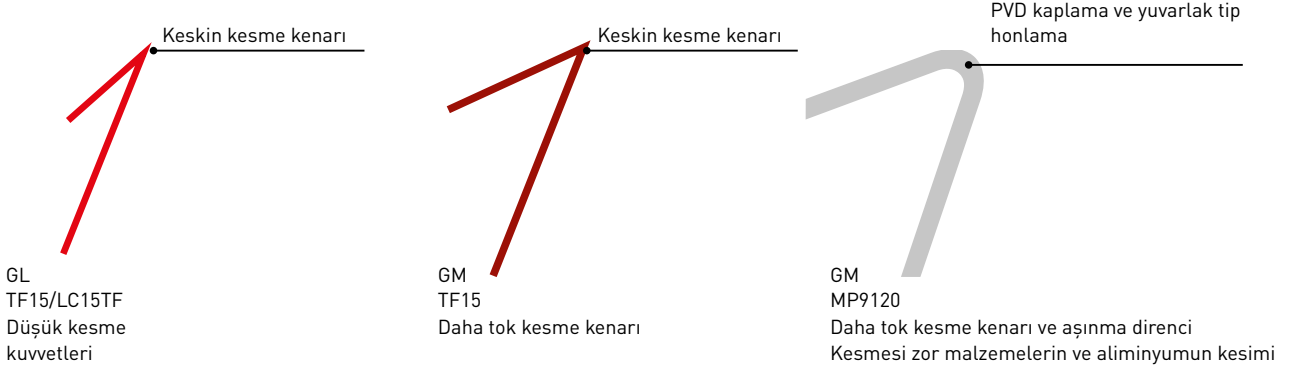 Keskin kesme kenarı
GL
TF15/LC15TF
Düşük kesme
kuvvetleri
Keskin kesme kenarı
GM
TF15
Daha tok kesme kenarı
PVD kaplama ve yuvarlak tip
honlama
GM
MP9120
Daha tok kesme kenarı ve aşınma direnci
Kesmesi zor malzemelerin ve aliminyumun kesimi